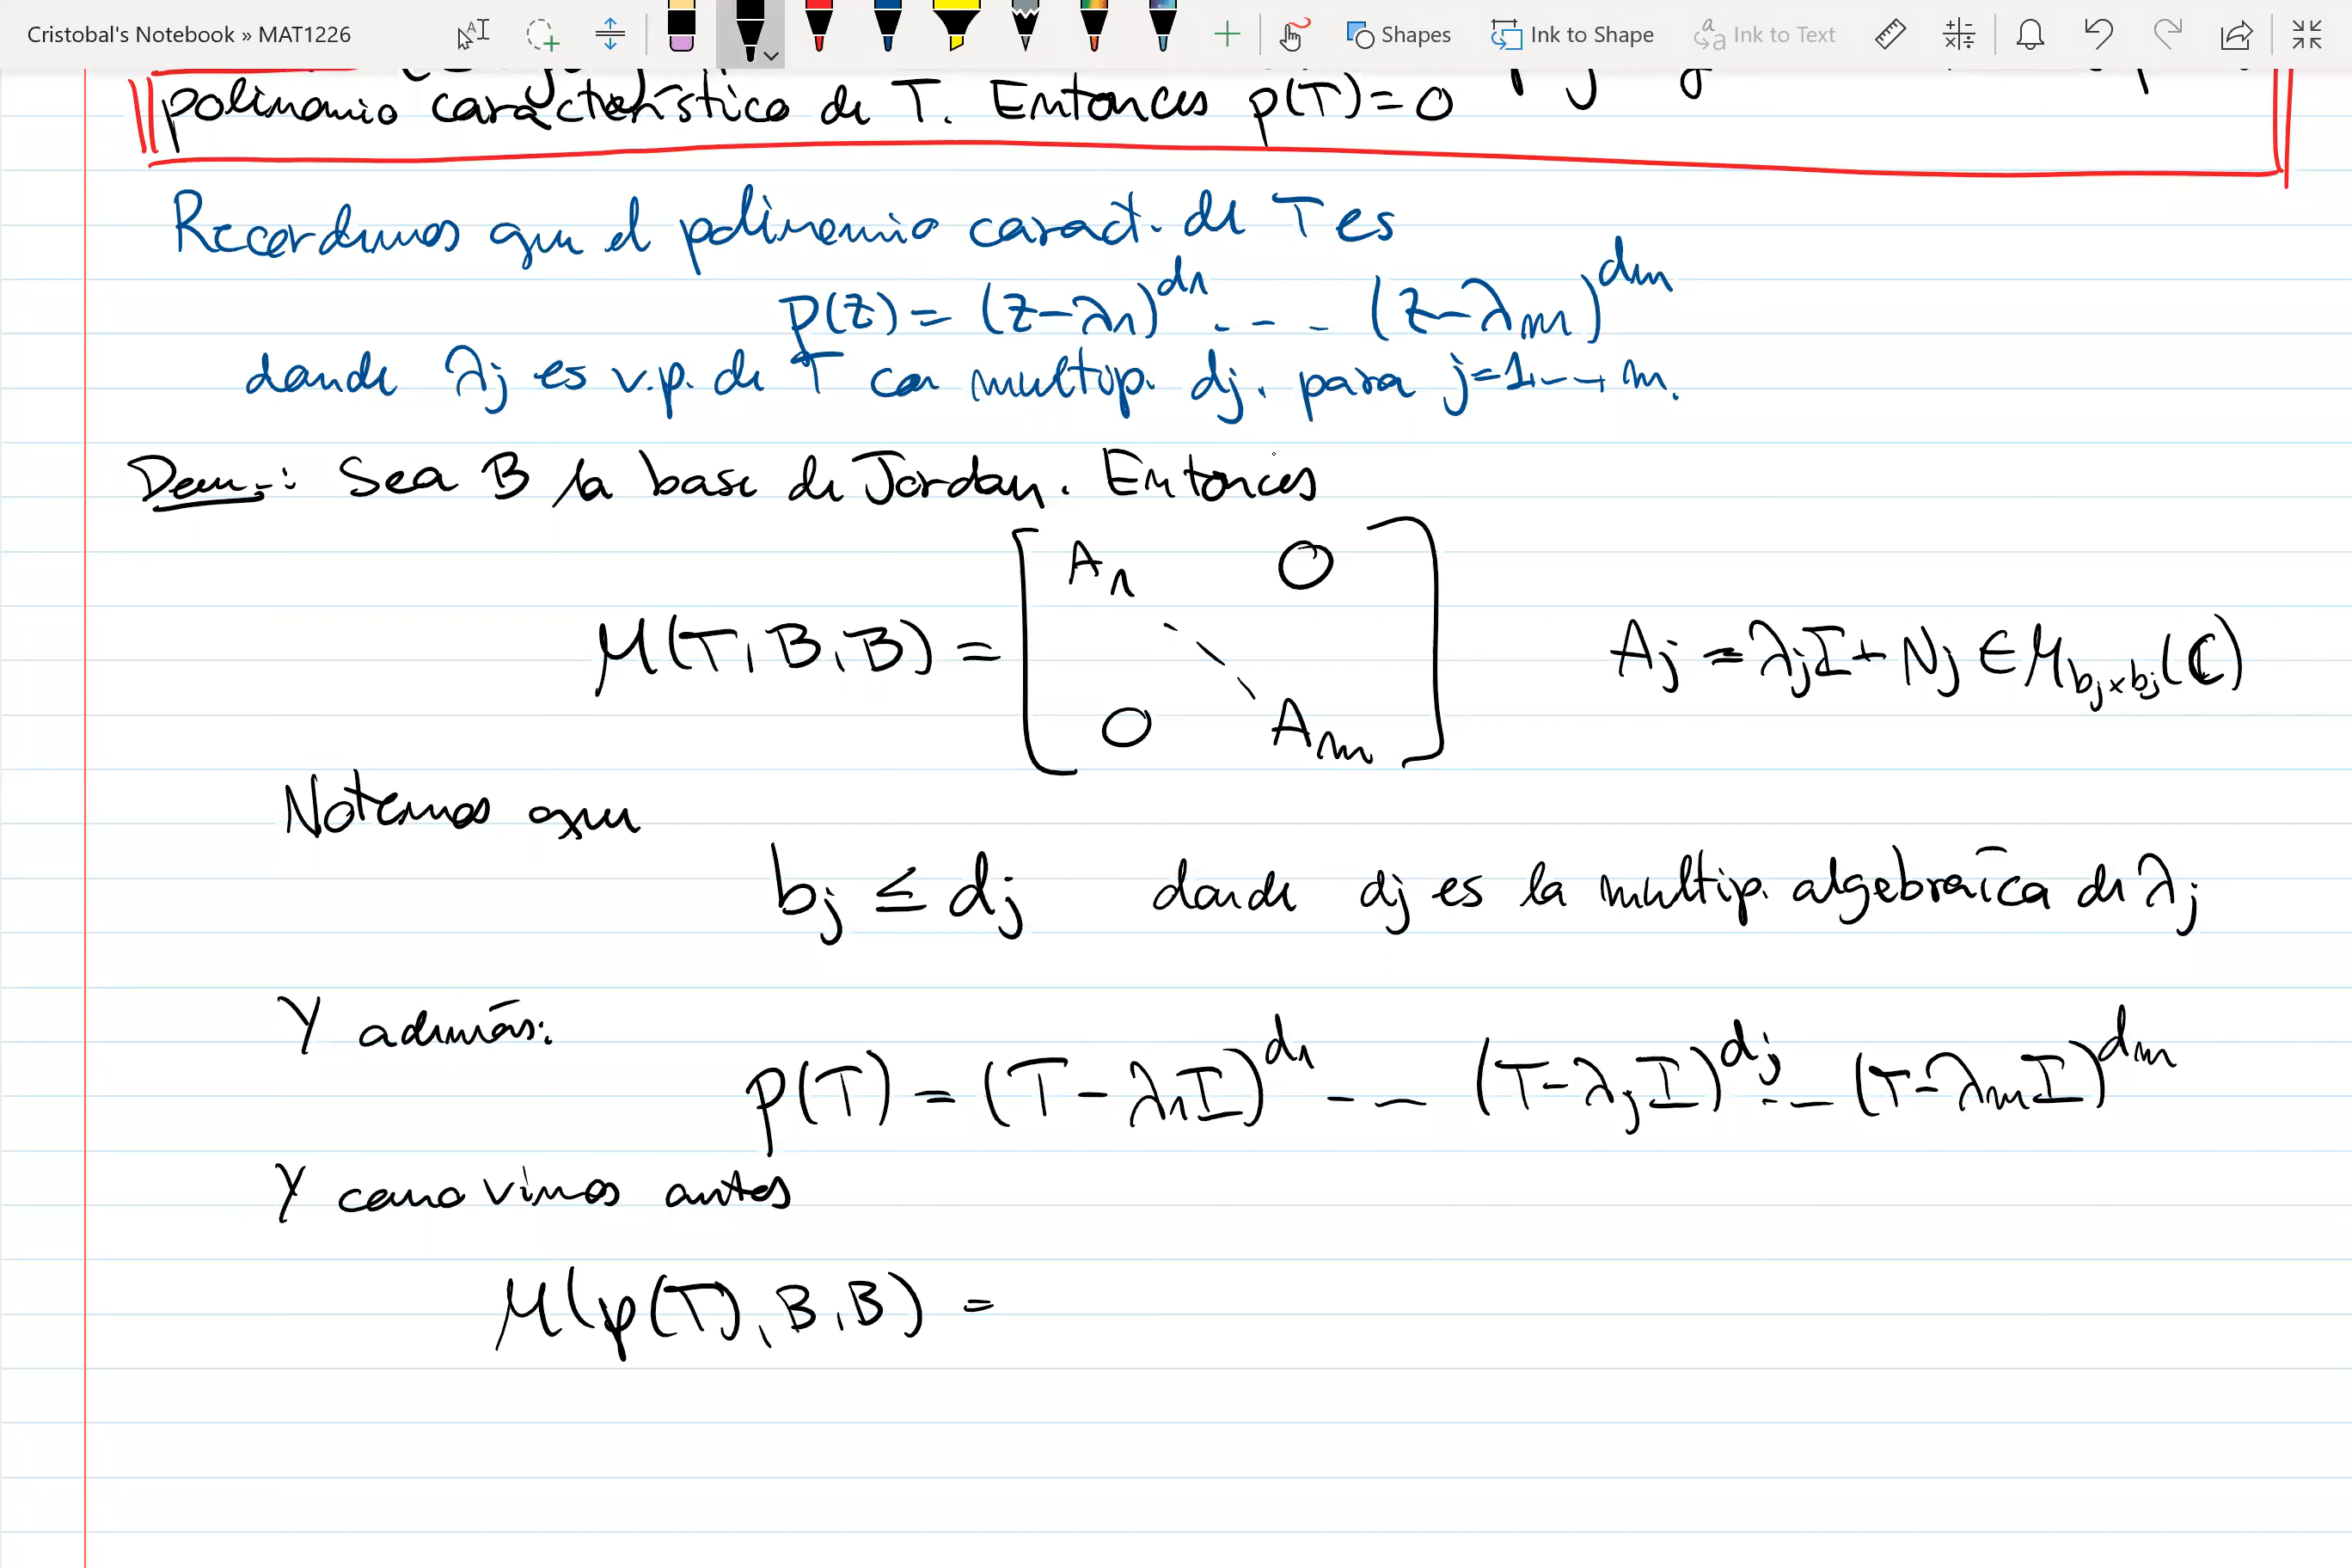 Cristobal's Notebook » MAT1226
Shapes Ink to Shape Ink to Text
polinomio característico de T. Entonces p(T)=0
Recordemos que el polinomio caract. de T es
p(z) = (z-λ₁)^d₁ ... (z-λm)^dm
donde λj es v.p. de T con multip. dj. para j=1...m.
Dem.: Sea B la base de Jordan. Entonces
M(T,B,B) = [A₁ 0 ⋱ 0 Am] Aj = λjI + Nj ∈ M_bj×bj(ℂ)
Notemos que
bj ≤ dj donde dj es la multip. algebraica de λj
Y además:
p(T) = (T-λ₁I)^d₁ -- (T-λjI)^dj -- (T-λmI)^dm
Y como vimos antes
M(p(T),B,B) =